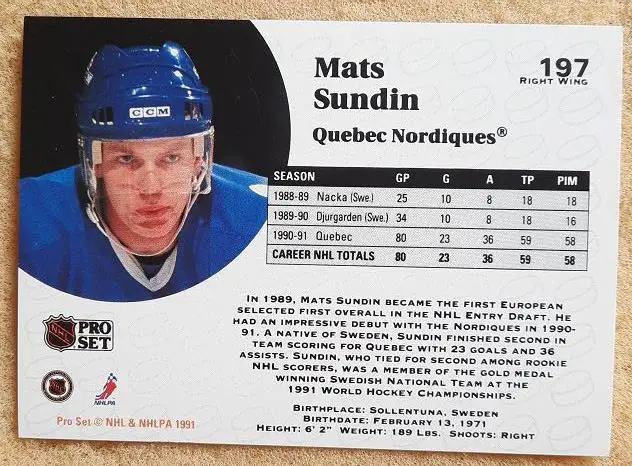 CCM
Mats
Sundin
Quebec Nordiques®
197
Right Wing
SEASON GP G A TP PIM
1988-89 Nacka (Swe.) 25 10 8 18 18
1989-90 Djurgarden (Swe.) 34 10 8 18 16
1990-91 Quebec 80 23 36 59 58
CAREER NHL TOTALS 80 23 36 59 58
In 1989, Mats Sundin became the first European
selected first overall in the NHL Entry Draft. He
had an impressive debut with the Nordiques in 1990-
91. A native of Sweden, Sundin finished second in
team scoring for Quebec with 23 goals and 36
assists. Sundin, who tied for second among rookie
NHL scorers, was a member of the gold medal
winning Swedish National Team at the
1991 World Hockey Championships.
Birthplace: Sollentuna, Sweden
Birthdate: February 13, 1971
Height: 6' 2" Weight: 189 lbs. Shoots: Right
NHL PRO
SET
NHLPA
Pro Set © NHL & NHLPA 1991